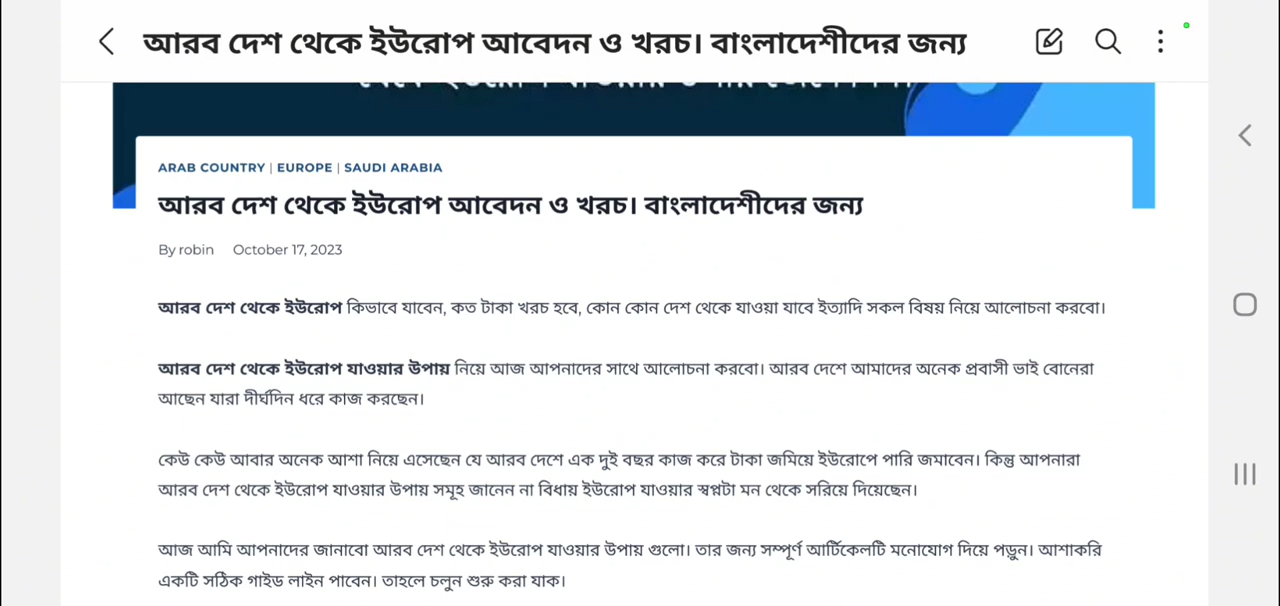 আরব দেশ থেকে ইউরোপ আবেদন ও খরচ। বাংলাদেশীদের জন্য
ARAB COUNTRY | EUROPE | SAUDI ARABIA
আরব দেশ থেকে ইউরোপ আবেদন ও খরচ। বাংলাদেশীদের জন্য
By robin October 17, 2023
আরব দেশ থেকে ইউরোপ কিভাবে যাবেন, কত টাকা খরচ হবে, কোন কোন দেশ থেকে যাওয়া যাবে ইত্যাদি সকল বিষয় নিয়ে আলোচনা করবো।
আরব দেশ থেকে ইউরোপ যাওয়ার উপায় নিয়ে আজ আপনাদের সাথে আলোচনা করবো। আরব দেশে আমাদের অনেক প্রবাসী ভাই বোনেরা
আছেন যারা দীর্ঘদিন ধরে কাজ করছেন।
কেউ কেউ আবার অনেক আশা নিয়ে এসেছেন যে আরব দেশে এক দুই বছর কাজ করে টাকা জমিয়ে ইউরোপে পারি জমাবেন। কিন্তু আপনারা
আরব দেশ থেকে ইউরোপ যাওয়ার উপায় সমূহ জানেন না বিধায় ইউরোপ যাওয়ার স্বপ্নটা মন থেকে সরিয়ে দিয়েছেন।
আজ আমি আপনাদের জানাবো আরব দেশ থেকে ইউরোপ যাওয়ার উপায় গুলো। তার জন্য সম্পূর্ণ আর্টিকেলটি মনোযোগ দিয়ে পড়ুন। আশাকরি
একটি সঠিক গাইড লাইন পাবেন। তাহলে চলুন শুরু করা যাক।